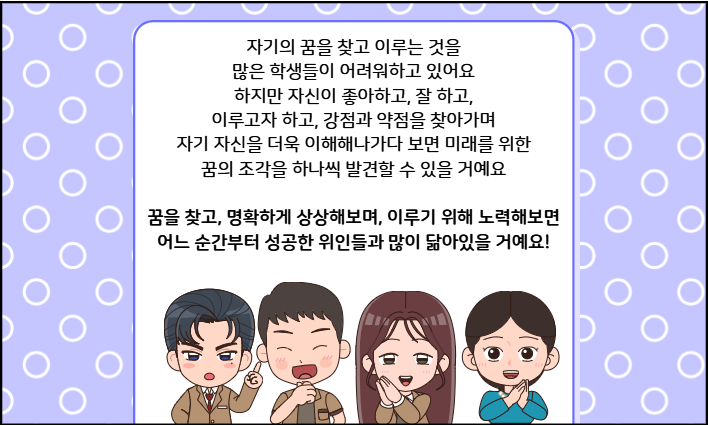 자기의 꿈을 찾고 이루는 것을
많은 학생들이 어려워하고 있어요
하지만 자신이 좋아하고, 잘 하고,
이루고자 하고, 강점과 약점을 찾아가며
자기 자신을 더욱 이해해나가다 보면 미래를 위한
꿈의 조각을 하나씩 발견할 수 있을 거예요
꿈을 찾고, 명확하게 상상해보며, 이루기 위해 노력해보면
어느 순간부터 성공한 위인들과 많이 닮아있을 거예요!